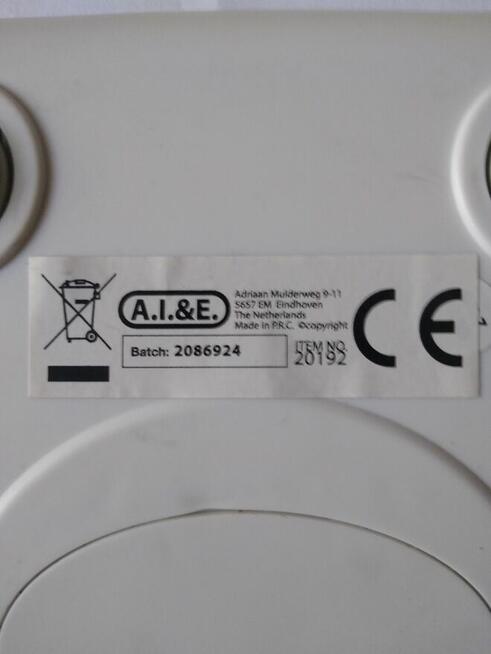 A.I.&E.
Adriaan Mulderweg 9-11
5657 EM Eindhoven
The Netherlands
Made in P.R.C. ©copyright
Batch: 2086924
ITEM NO.
20192
CE